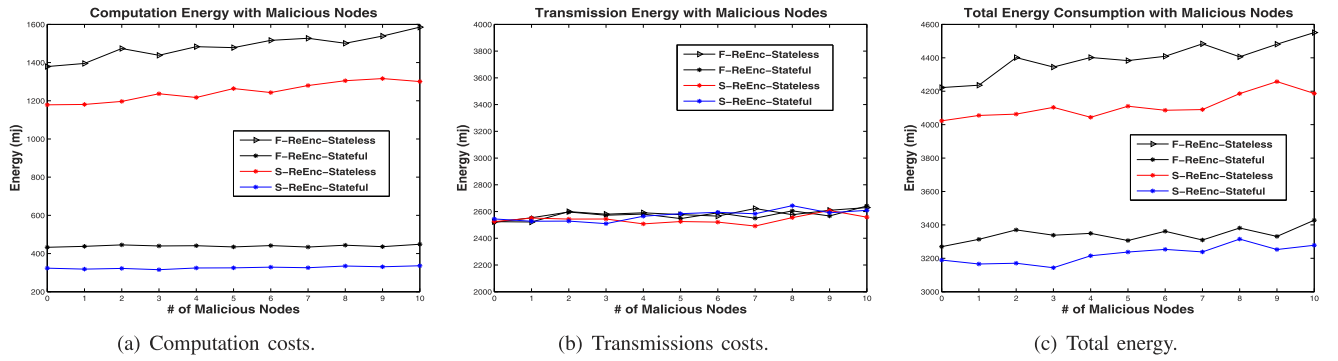 Computation Energy with Malicious Nodes
1600
1400
1200
1000
800
600
400
200
Energy (mj)
F-ReEnc-Stateless
F-ReEnc-Stateful
S-ReEnc-Stateless
S-ReEnc-Stateful
0 1 2 3 4 5 6 7 8 9 10
# of Malicious Nodes
(a) Computation costs.
Transmission Energy with Malicious Nodes
4000
3800
3600
3400
3200
3000
2800
2600
2400
2200
2000
Energy (mj)
F-ReEnc-Stateless
F-ReEnc-Stateful
S-ReEnc-Stateless
S-ReEnc-Stateful
0 1 2 3 4 5 6 7 8 9 10
# of Malicious Nodes
(b) Transmissions costs.
Total Energy Consumption with Malicious Nodes
4600
4400
4200
4000
3800
3600
3400
3200
3000
Energy (mj)
F-ReEnc-Stateless
F-ReEnc-Stateful
S-ReEnc-Stateless
S-ReEnc-Stateful
0 1 2 3 4 5 6 7 8 9 10
# of Malicious Nodes
(c) Total energy.